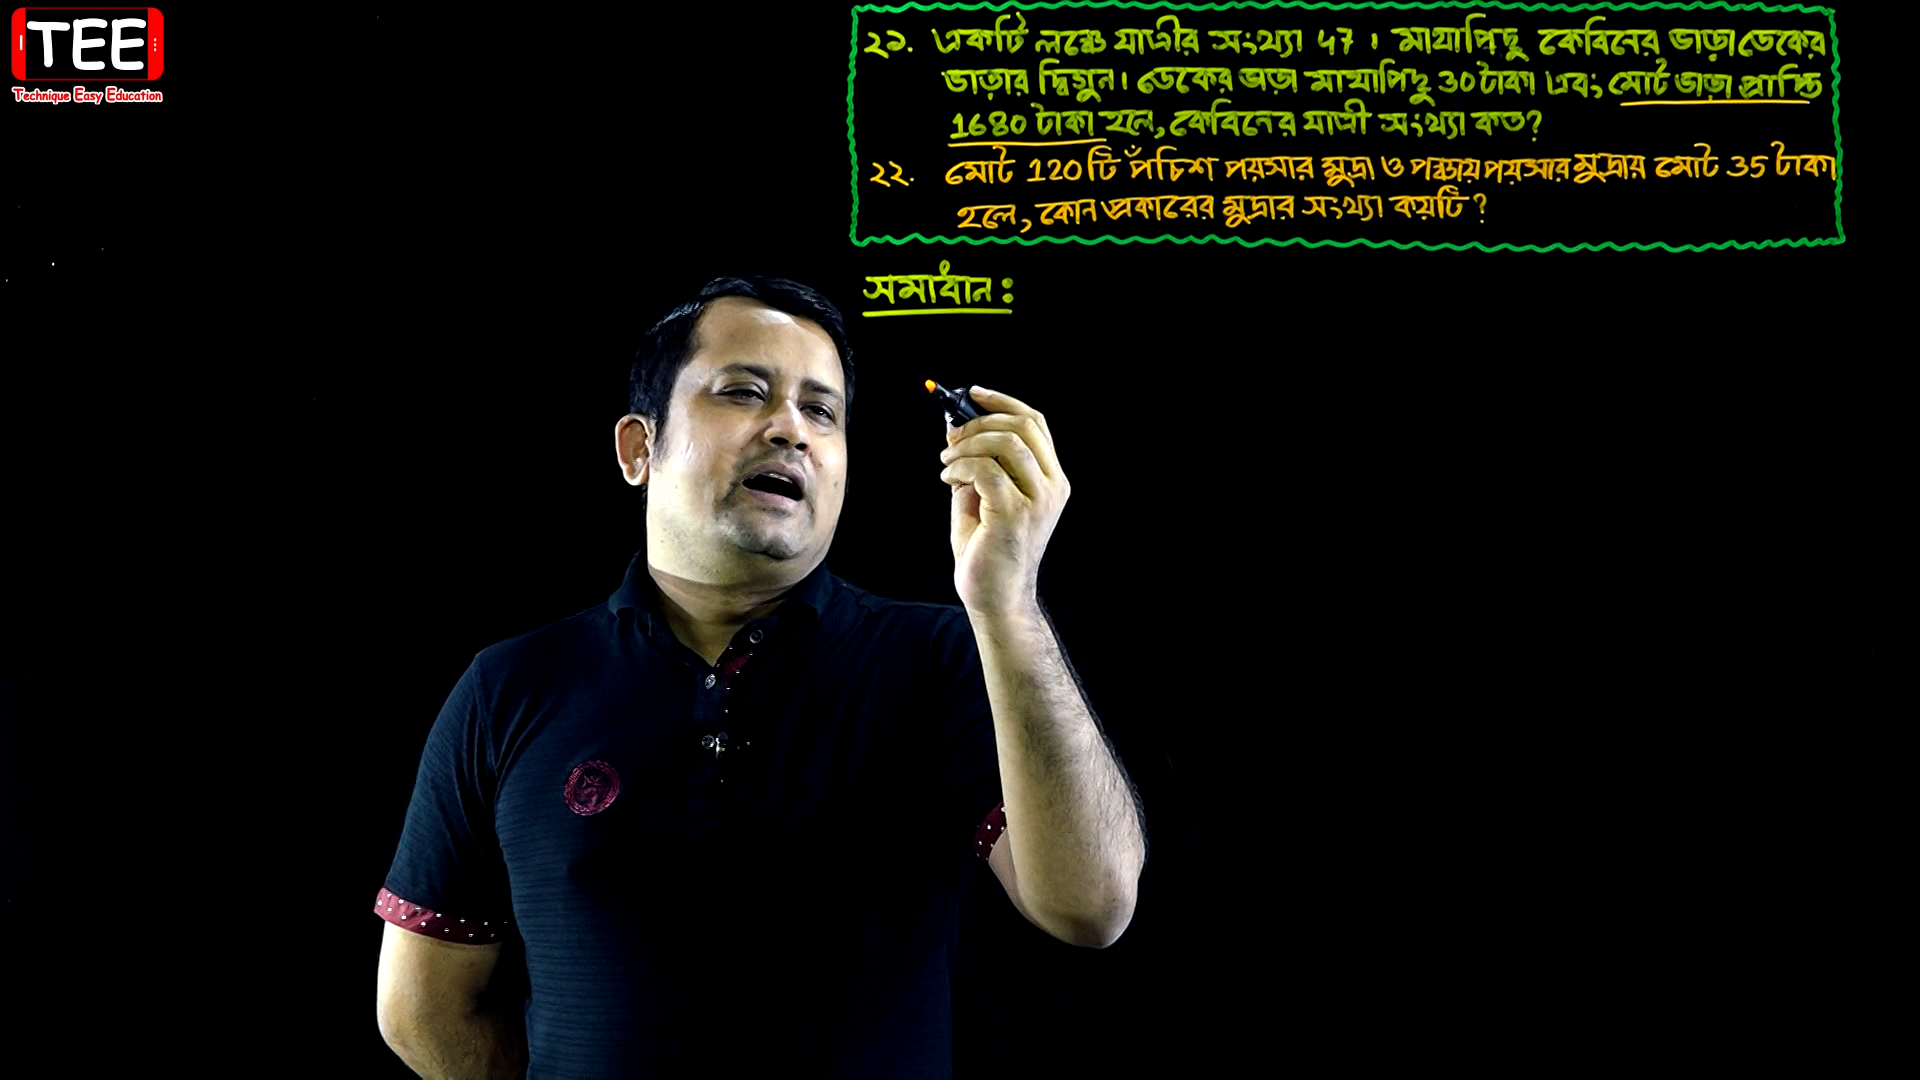 TEE
Technique Easy Education
২১. একটি লঞ্চে যাত্রীর সংখ্যা 47। মাথাপিছু কেবিনের ভাড়া ডেকের
ভাড়ার দ্বিগুন। ডেকের ভাড়া মাথাপিছু 30 টাকা এবং মোট ভাড়া প্রাপ্তি
1680 টাকা হলে, কেবিনের যাত্রী সংখ্যা কত?
২২. মোট 120 টি পঁচিশ পয়সার মুদ্রা ও পঞ্চাশ পয়সার মুদ্রায় মোট 35 টাকা
হলে, কোন প্রকারের মুদ্রার সংখ্যা কয়টি?
সমাধান: